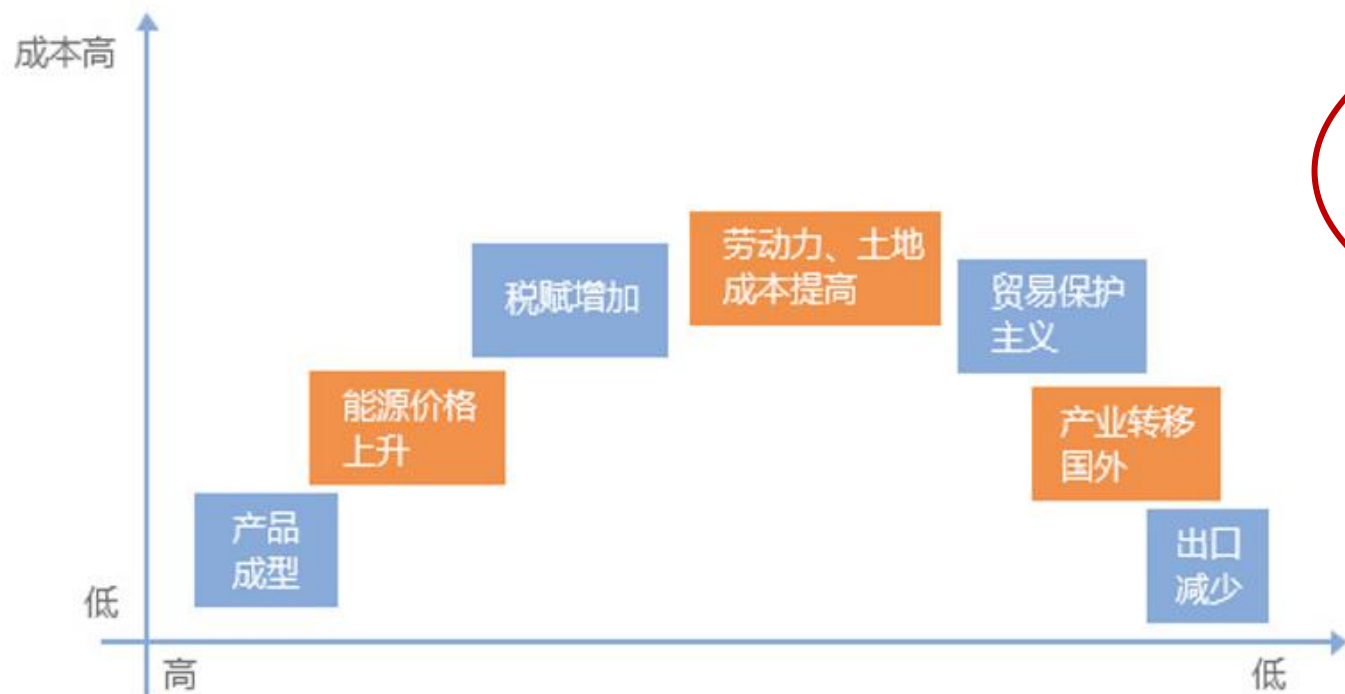 成本高
劳动力、土地
成本提高
税赋增加
贸易保护
主义
能源价格
上升
产业转移
国外
产品
成型
出口
减少
低
高
低